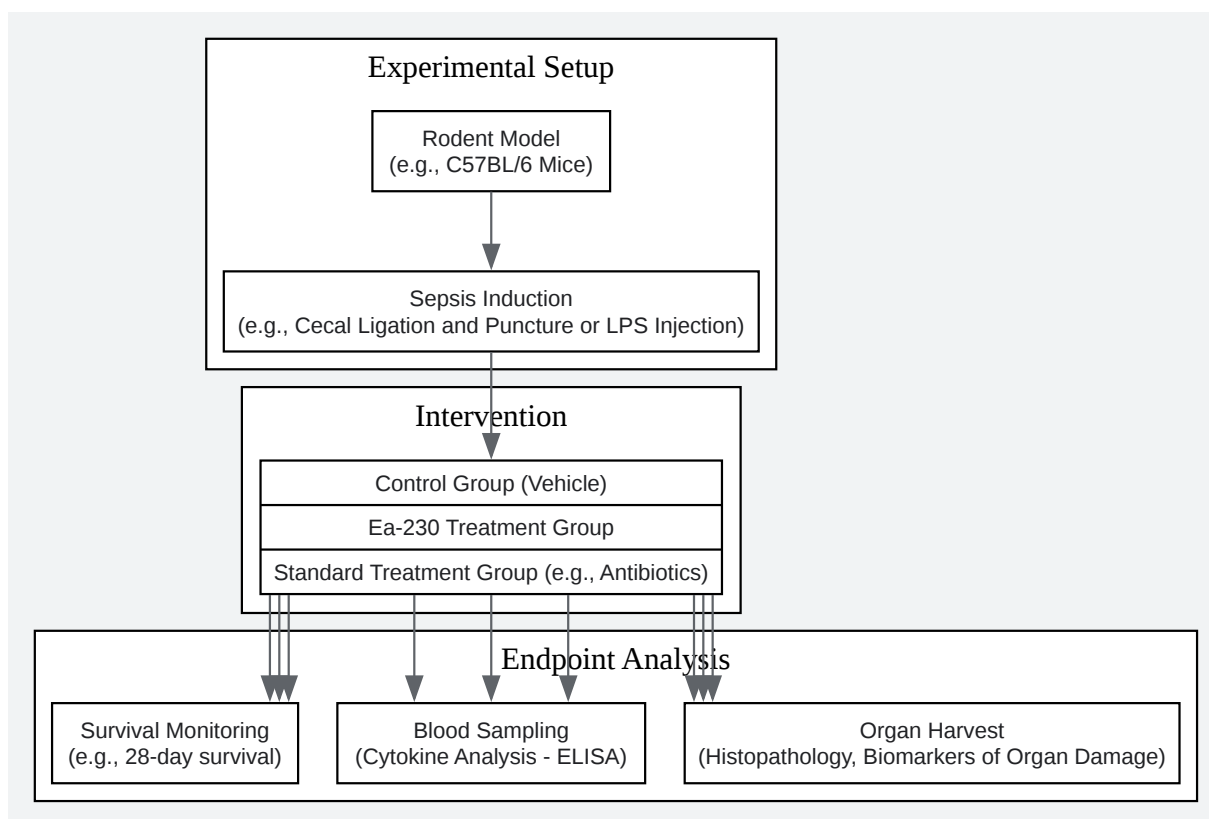 Experimental Setup
Rodent Model
(e.g., C57BL/6 Mice)
Sepsis Induction
(e.g., Cecal Ligation and Puncture or LPS Injection)
Intervention
Control Group (Vehicle)
Ea-230 Treatment Group
Standard Treatment Group (e.g., Antibiotics)
Endpoint Analysis
Survival Monitoring
(e.g., 28-day survival)
Blood Sampling
(Cytokine Analysis - ELISA)
Organ Harvest
(Histopathology, Biomarkers of Organ Damage)